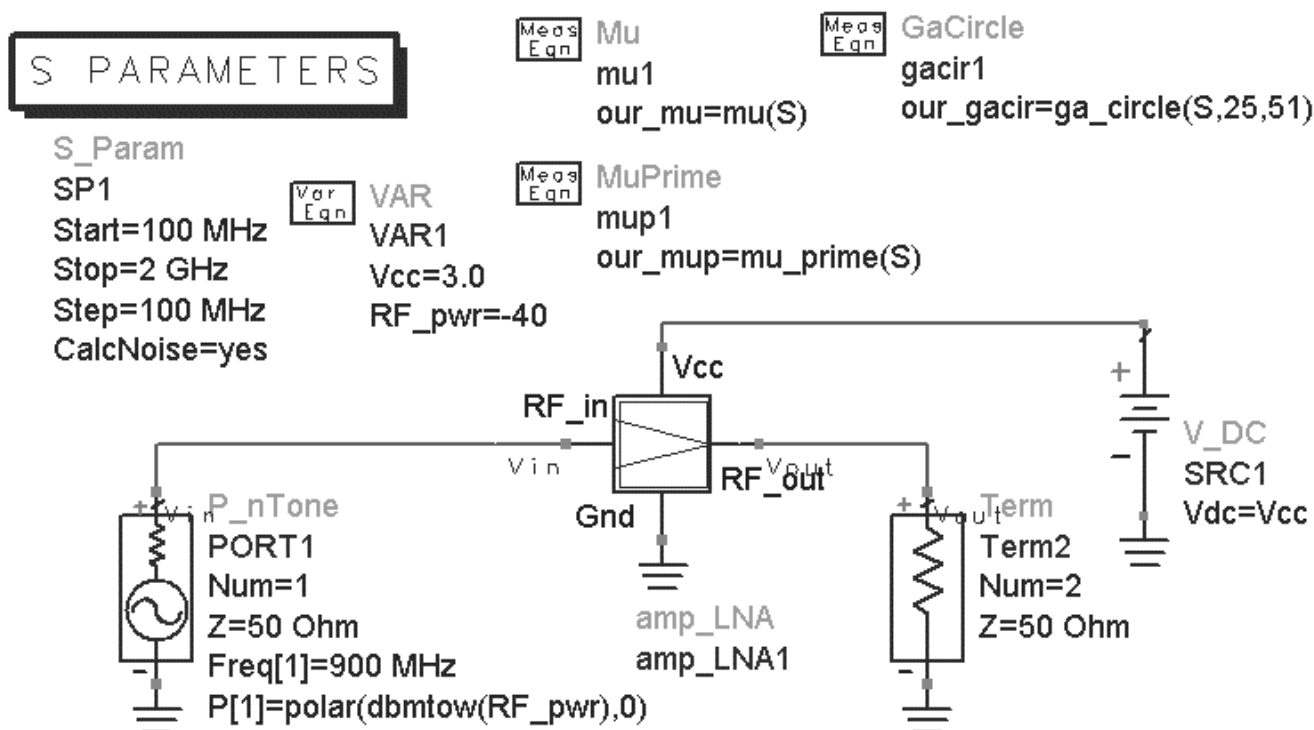 S PARAMETERS
S_Param
SP1
Start=100 MHz
Stop=2 GHz
Step=100 MHz
CalcNoise=yes
Var
Eqn
VAR
VAR1
Vcc=3.0
RF_pwr=-40
Meas
Eqn
Mu
mu1
our_mu=mu(S)
Meas
Eqn
GaCircle
gacir1
our_gacir=ga_circle(S,25,51)
Meas
Eqn
MuPrime
mup1
our_mup=mu_prime(S)
Vcc
RF_in
Vin
Vout
RF_out
Gnd
amp_LNA
amp_LNA1
+
-
V_DC
SRC1
Vdc=Vcc
+
Vin
-
P_nTone
PORT1
Num=1
Z=50 Ohm
Freq[1]=900 MHz
P[1]=polar(dbmtow(RF_pwr),0)
+
Vout
-
Term
Term2
Num=2
Z=50 Ohm